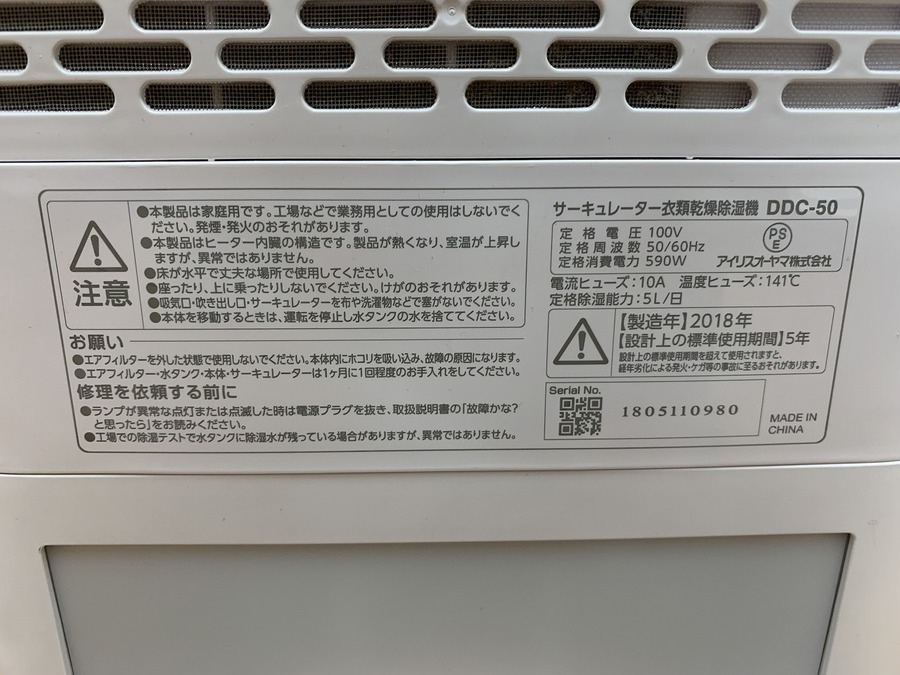 ●本製品は家庭用です。工場などで業務用としての使用はしないでく
ださい。発煙・発火のおそれがあります。
●本製品はヒーター内臓の構造です。製品が熱くなり、室温が上昇し
ますが、異常ではありません。
●床が水平で丈夫な場所で使用してください。
●座ったり、上に乗ったりしないでください。けがのおそれがあります。
●吸気口・吹き出し口・サーキュレーターを布や洗濯物などで塞がないでください。
●本体を移動するときは、運転を停止し水タンクの水を捨ててください。
注意
お願い
●エアフィルターを外した状態で使用しないでください。本体内にホコリを吸い込み、故障の原因になります。
●エアフィルター・水タンク・本体・サーキュレーターは1ヶ月に1回程度のお手入れをしてください。
修理を依頼する前に
●ランプが異常な点灯または点滅した時は電源プラグを抜き、取扱説明書の「故障かな?
と思ったら」をお読みください。
●工場での除湿テストで水タンクに除湿水が残っている場合がありますが、異常ではありません。
サーキュレーター衣類乾燥除湿機 DDC-50
定格電圧 100V
定格周波数 50/60Hz
定格消費電力 590W
PS
E
アイリスオーヤマ株式会社
電流ヒューズ:10A 温度ヒューズ:141℃
定格除湿能力:5L/日
【製造年】2018年
【設計上の標準使用期間】5年
設計上の標準使用期間を超えて使用されますと、
経年劣化による発火・ケガ等の事故に至るおそれがあります。
Serial No.
1805110980
MADE IN
CHINA